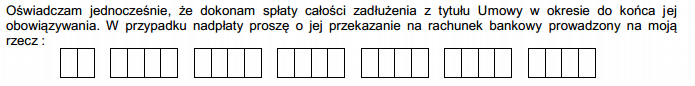 Oświadczam jednocześnie, że dokonam spłaty całości zadłużenia z tytułu Umowy w okresie do końca jej
obowiązywania. W przypadku nadpłaty proszę o jej przekazanie na rachunek bankowy prowadzony na moją
rzecz :